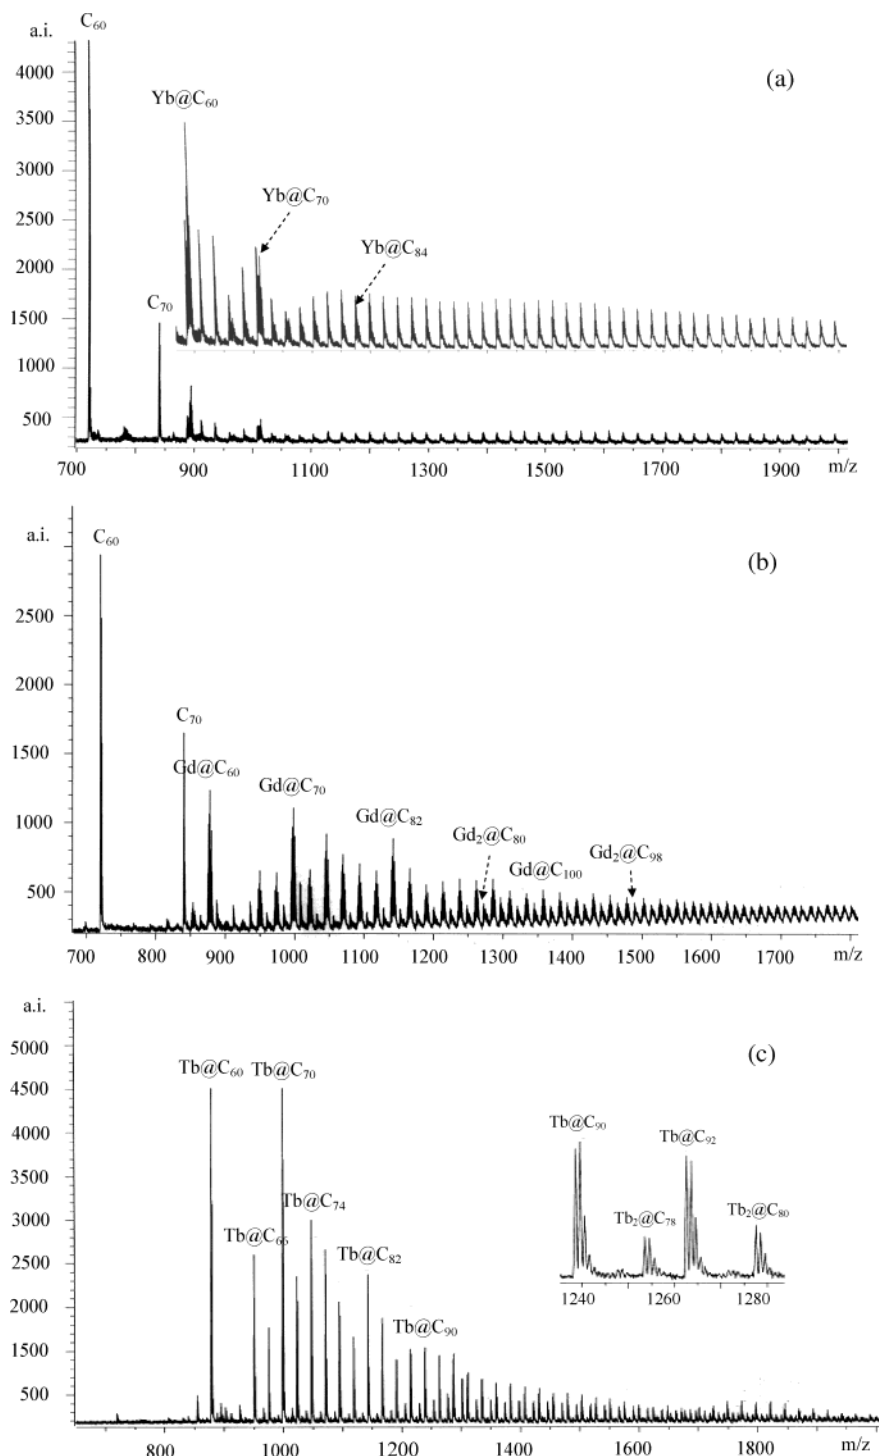 C₆₀
a.i.
(a)
4000
Yb@C₆₀
3500
3000
Yb@C₇₀
2500
Yb@C₈₄
2000
C₇₀
1500
1000
500
700 900 1100 1300 1500 1700 1900 m/z
C₆₀
a.i.
(b)
2500
2000
C₇₀
1500
Gd@C₆₀
Gd@C₇₀
1000
Gd@C₈₂
Gd₂@C₈₀
Gd@C₁₀₀
Gd₂@C₉₈
500
700 800 1000 1100 1200 1300 1400 1500 1600 1700 m/z
a.i.
(c)
5000
Tb@C₆₀ Tb@C₇₀
4500
4000
Tb@C₉₀
Tb@C₉₂
3500
Tb@C₇₄
3000
Tb₂@C₇₈
Tb₂@C₈₀
Tb@C₆₆
2500
Tb@C₈₂
2000
1240 1260 1280
1500
Tb@C₉₀
1000
500
800 1000 1200 1400 1600 1800 m/z